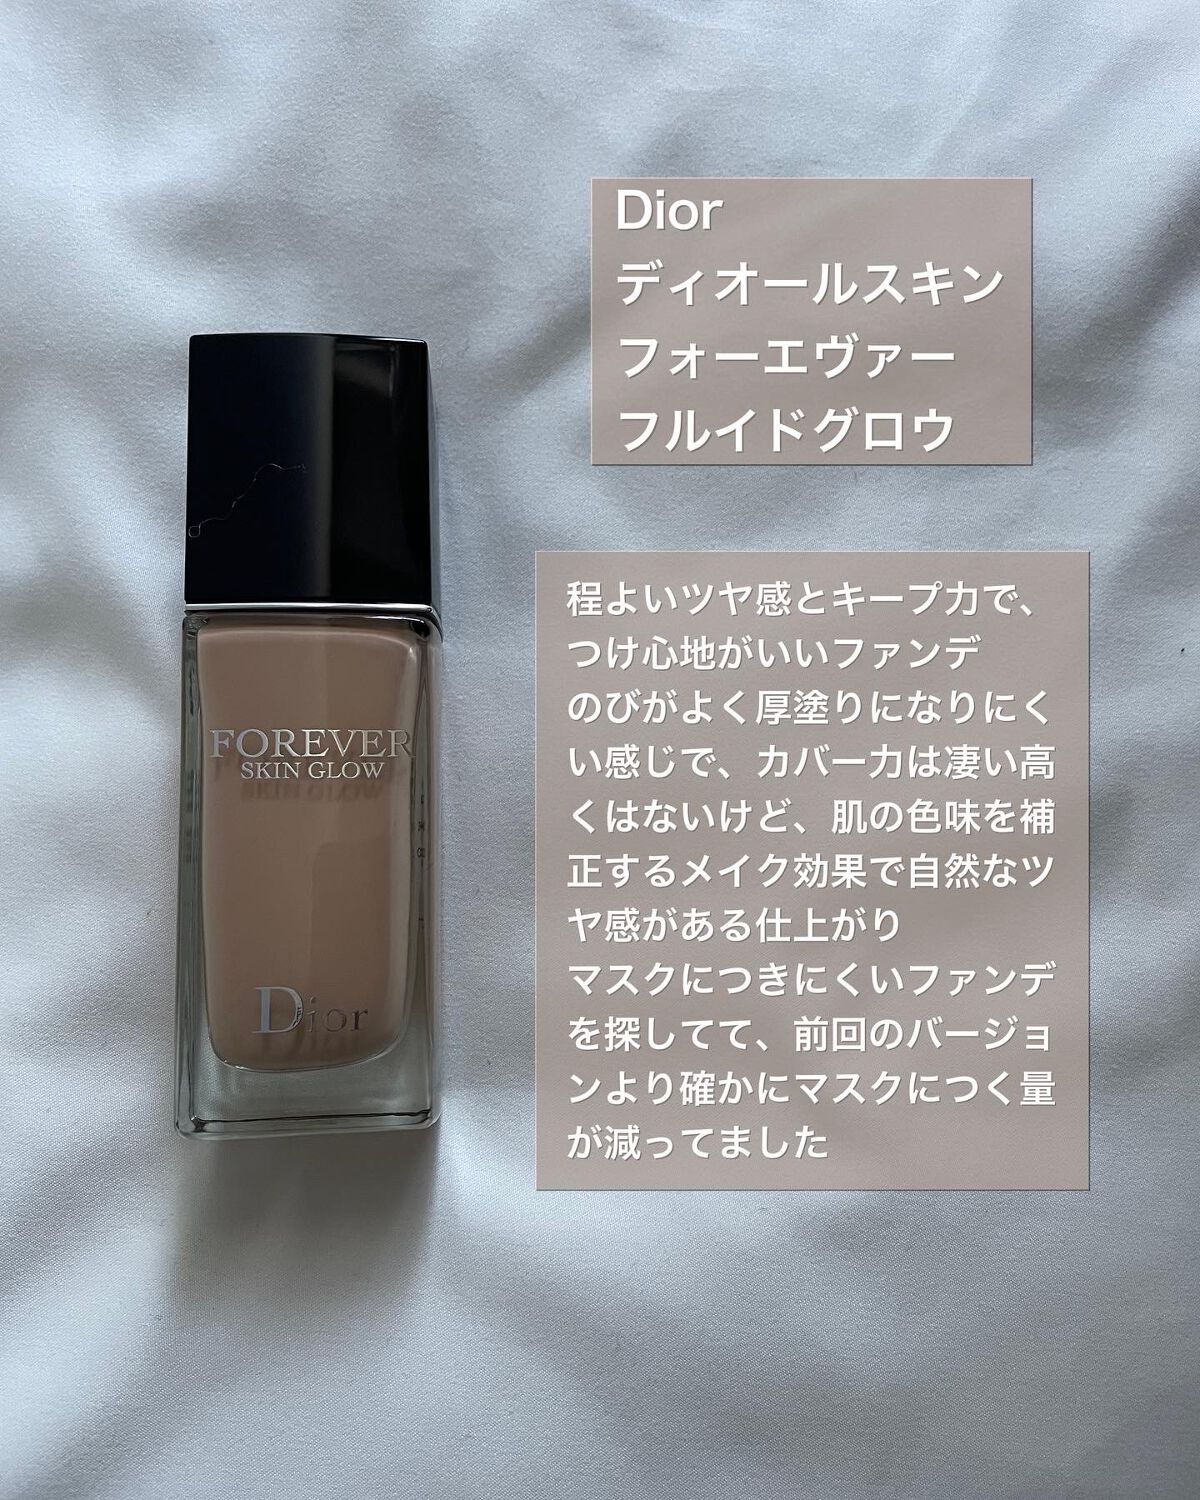 Dior
ディオールスキン
フォーエヴァー
フルイドグロウ
FOREVER
SKIN GLOW
Dior
程よいツヤ感とキープ力で、
つけ心地がいいファンデ
のびがよく厚塗りになりにく
い感じで、カバー力は凄い高
くはないけど、肌の色味を補
正するメイク効果で自然なツ
ヤ感がある仕上がり
マスクにつきにくいファンデ
を探してて、前回のバージョ
ンより確かにマスクにつく量
が減ってました